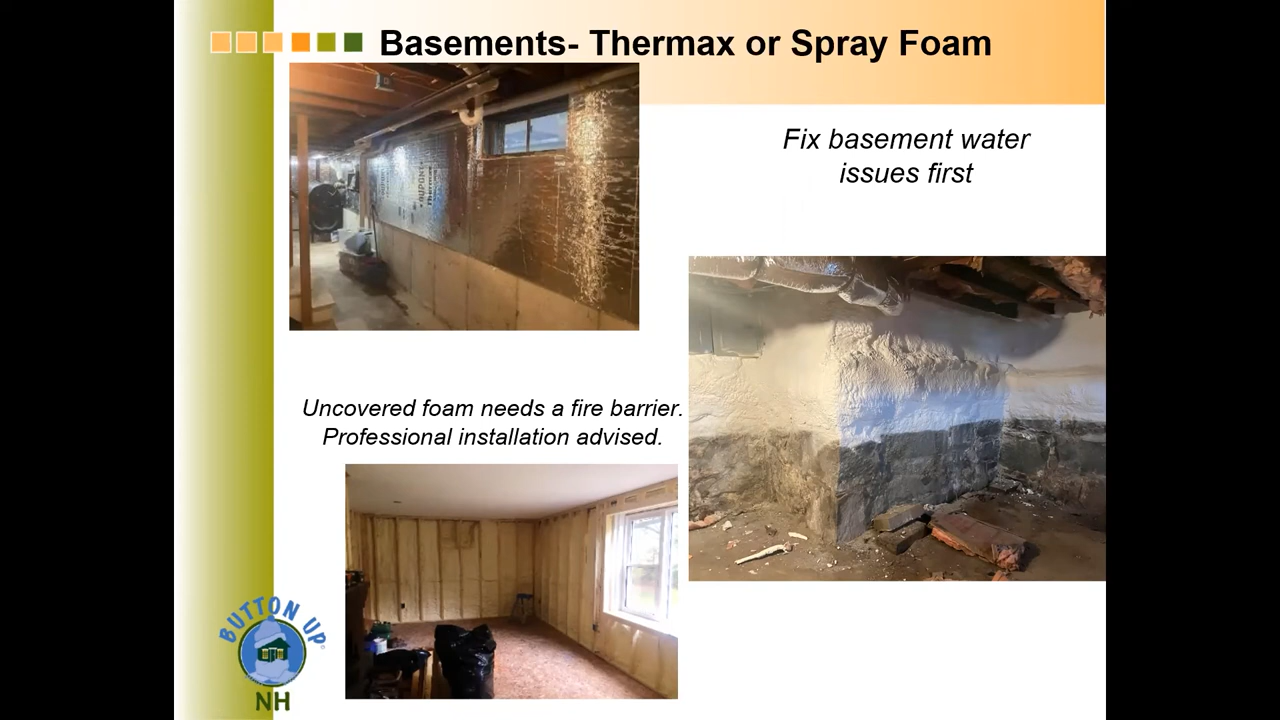 Basements- Thermax or Spray Foam
Fix basement water
issues first
DUPONT
Uncovered foam needs a fire barrier.
Professional installation advised.
BUTTON UP
NH